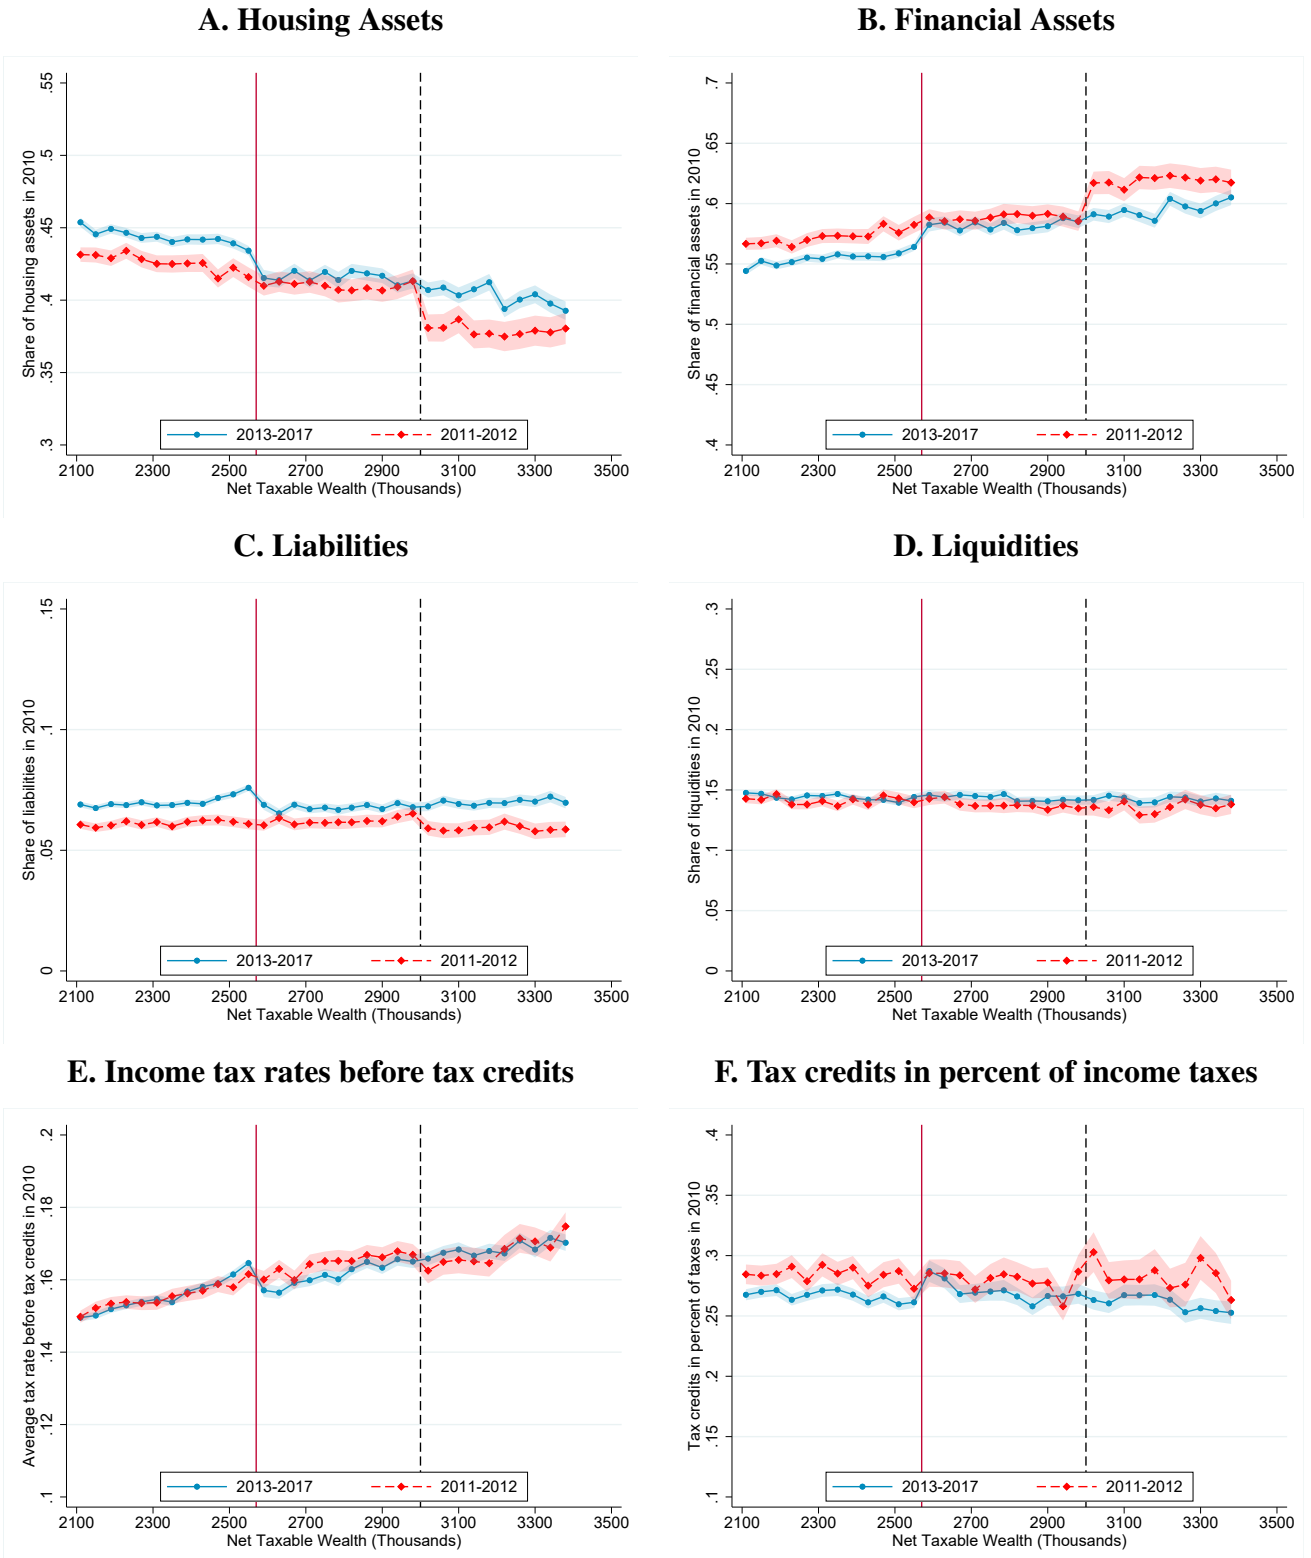 A. Housing Assets
Share of housing assets in 2010
.55
.5
.45
.4
.35
.3
2013-2017
2011-2012
2100 2300 2500 2700 2900 3100 3300 3500
Net Taxable Wealth (Thousands)
B. Financial Assets
Share of financial assets in 2010
.7
.65
.6
.55
.5
.45
.4
2013-2017
2011-2012
2100 2300 2500 2700 2900 3100 3300 3500
Net Taxable Wealth (Thousands)
C. Liabilities
Share of liabilities in 2010
.15
.1
.05
0
2013-2017
2011-2012
2100 2300 2500 2700 2900 3100 3300 3500
Net Taxable Wealth (Thousands)
D. Liquidities
Share of liquidities in 2010
.3
.25
.2
.15
.1
.05
0
2013-2017
2011-2012
2100 2300 2500 2700 2900 3100 3300 3500
Net Taxable Wealth (Thousands)
E. Income tax rates before tax credits
Average tax rate before tax credits in 2010
.2
.18
.16
.14
.12
.1
2013-2017
2011-2012
2100 2300 2500 2700 2900 3100 3300 3500
Net Taxable Wealth (Thousands)
F. Tax credits in percent of income taxes
Tax credits in percent of taxes in 2010
.4
.35
.3
.25
.2
.15
.1
2013-2017
2011-2012
2100 2300 2500 2700 2900 3100 3300 3500
Net Taxable Wealth (Thousands)